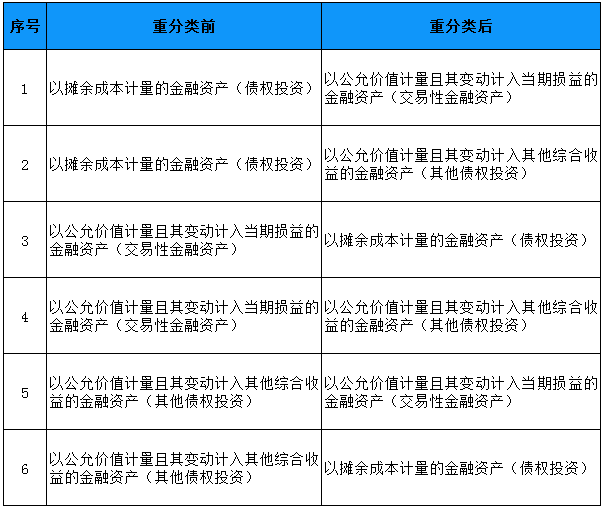 序号 重分类前 重分类后
1 以摊余成本计量的金融资产（债权投资） 以公允价值计量且其变动计入当期损益的
金融资产（交易性金融资产）
2 以摊余成本计量的金融资产（债权投资） 以公允价值计量且其变动计入其他综合收
益的金融资产（其他债权投资）
3 以公允价值计量且其变动计入当期损益的
金融资产（交易性金融资产） 以摊余成本计量的金融资产（债权投资）
4 以公允价值计量且其变动计入当期损益的
金融资产（交易性金融资产） 以公允价值计量且其变动计入其他综合收
益的金融资产（其他债权投资）
5 以公允价值计量且其变动计入其他综合收
益的金融资产（其他债权投资） 以公允价值计量且其变动计入当期损益的
金融资产（交易性金融资产）
6 以公允价值计量且其变动计入其他综合收
益的金融资产（其他债权投资） 以摊余成本计量的金融资产（债权投资）